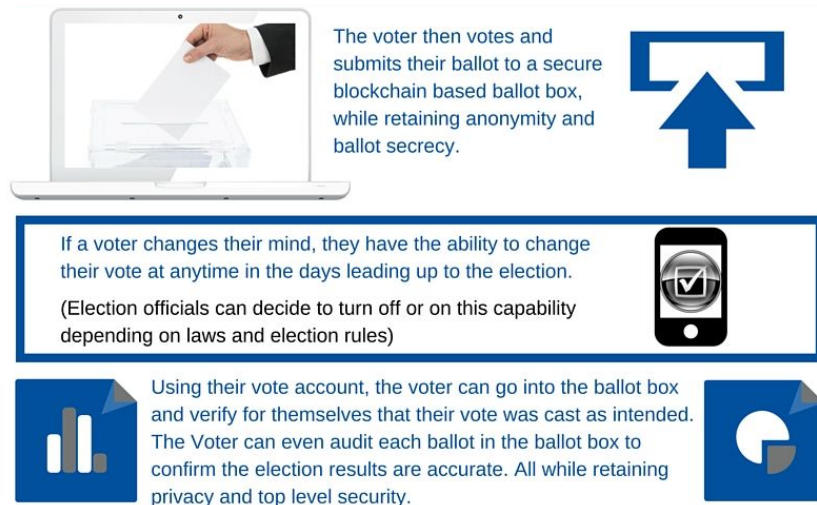 The voter then votes and
submits their ballot to a secure
blockchain based ballot box,
while retaining anonymity and
ballot secrecy.
If a voter changes their mind, they have the ability to change
their vote at anytime in the days leading up to the election.
(Election officials can decide to turn off or on this capability
depending on laws and election rules)
Using their vote account, the voter can go into the ballot box
and verify for themselves that their vote was cast as intended.
The Voter can even audit each ballot in the ballot box to
confirm the election results are accurate. All while retaining
privacy and top level security.